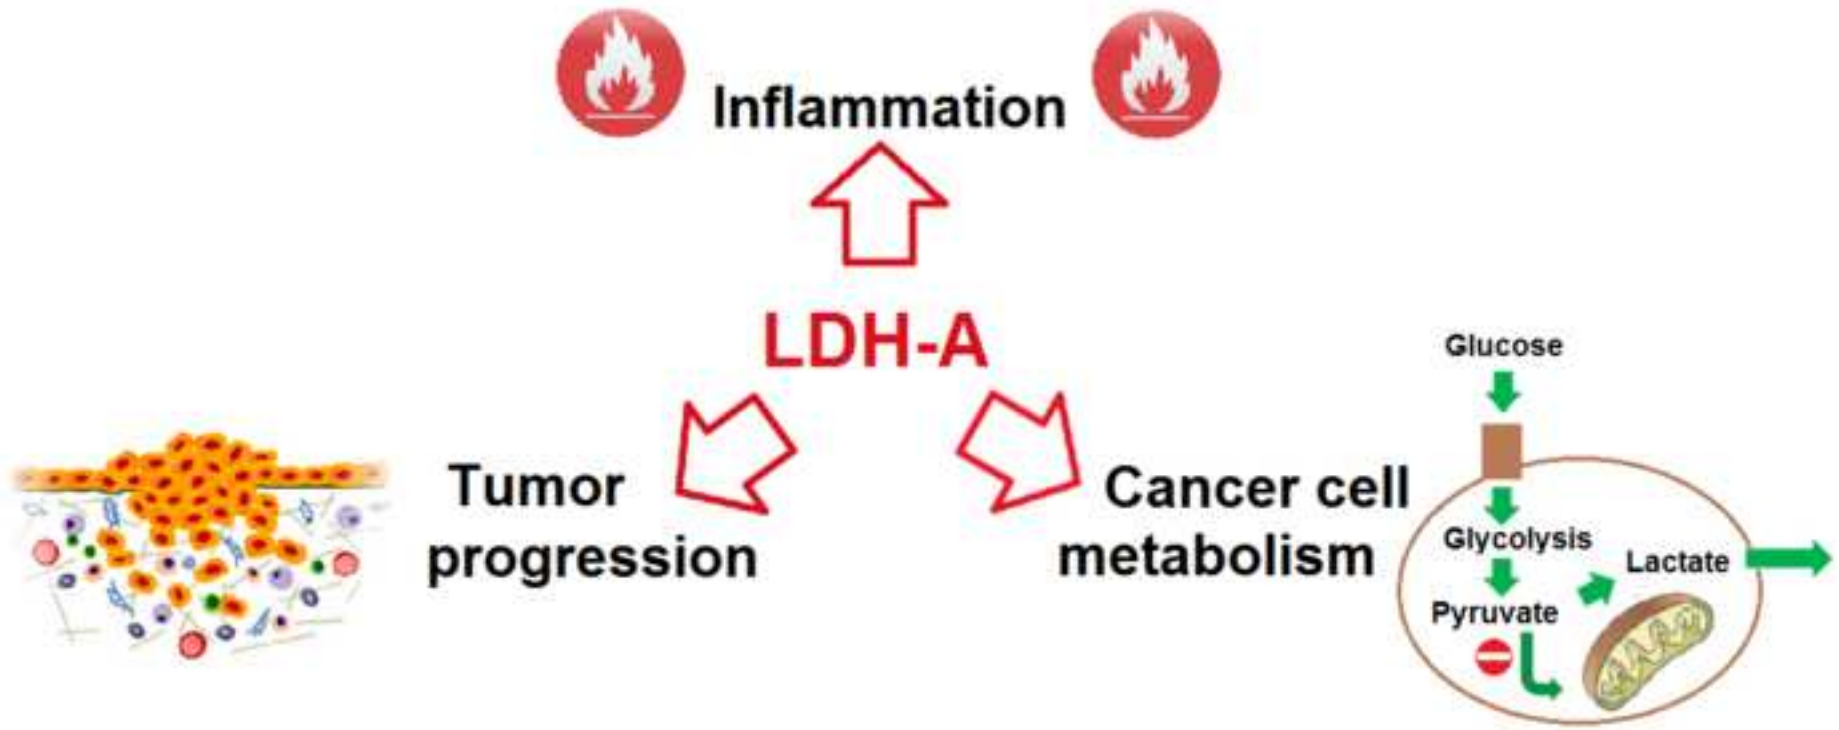 Inflammation
LDH-A
Tumor
progression
Cancer cell
metabolism
Glucose
Glycolysis
Lactate
Pyruvate